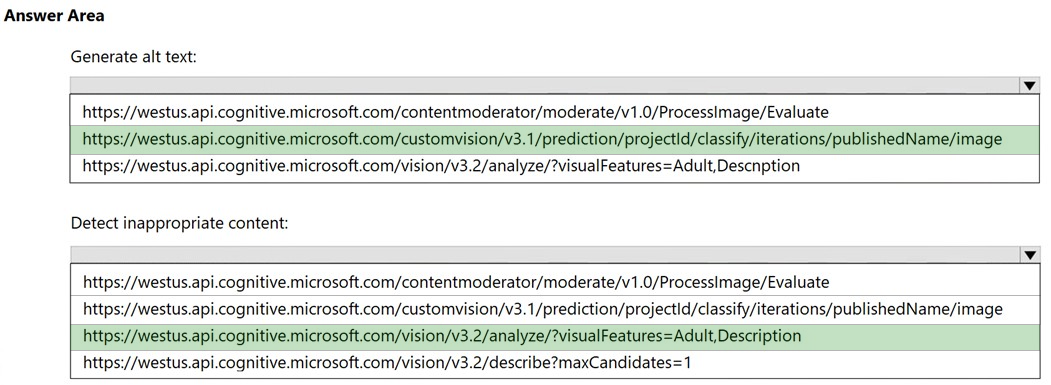 Answer Area
Generate alt text:
https://westus.api.cognitive.microsoft.com/contentmoderator/moderate/v1.0/ProcessImage/Evaluate
https://westus.api.cognitive.microsoft.com/customvision/v3.1/prediction/projectId/classify/iterations/publishedName/image
https://westus.api.cognitive.microsoft.com/vision/v3.2/analyze/?visualFeatures=Adult,Descnption
Detect inappropriate content:
https://westus.api.cognitive.microsoft.com/contentmoderator/moderate/v1.0/ProcessImage/Evaluate
https://westus.api.cognitive.microsoft.com/customvision/v3.1/prediction/projectId/classify/iterations/publishedName/image
https://westus.api.cognitive.microsoft.com/vision/v3.2/analyze/?visualFeatures=Adult,Description
https://westus.api.cognitive.microsoft.com/vision/v3.2/describe?maxCandidates=1